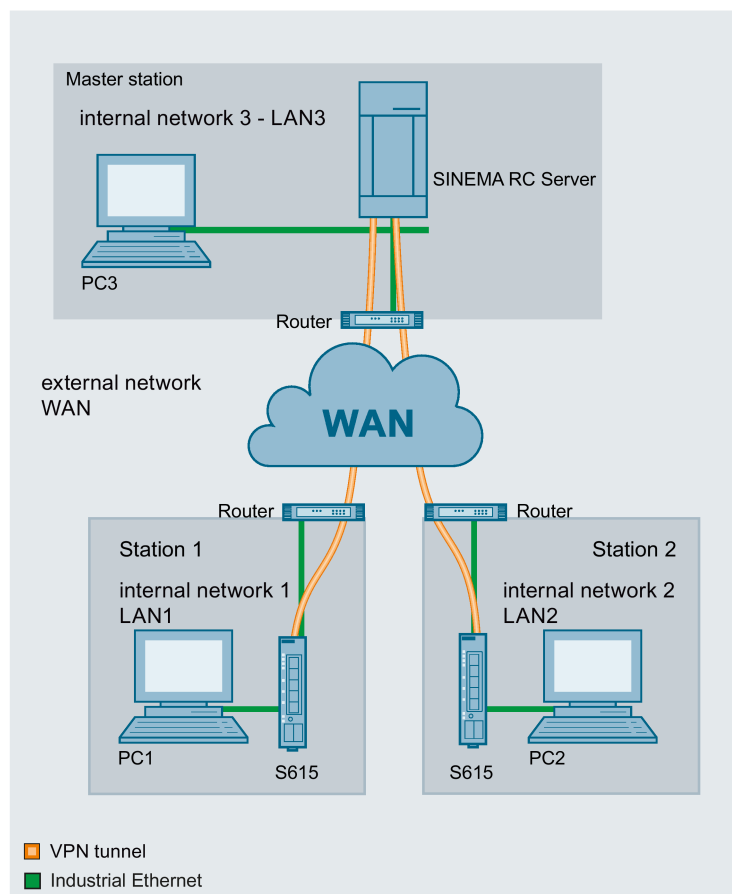 Master station
internal network 3 - LAN3
SINEMA RC Server
PC3
Router
external network
WAN
WAN
Router
Router
Station 1
Station 2
internal network 1
LAN1
internal network 2
LAN2
PC1
S615
S615
PC2
VPN tunnel
Industrial Ethernet